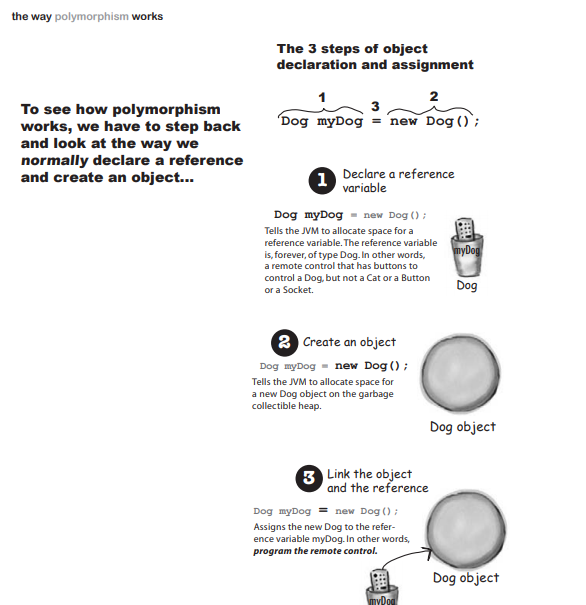 the way polymorphism works
The 3 steps of object
declaration and assignment
1
3
2
Dog myDog = new Dog();
To see how polymorphism
works, we have to step back
and look at the way we
normally declare a reference
and create an object...
1 Declare a reference
variable
Dog myDog = new Dog();
Tells the JVM to allocate space for a
reference variable. The reference variable
is, forever, of type Dog. In other words,
a remote control that has buttons to
control a Dog, but not a Cat or a Button
or a Socket.
myDog
Dog
2 Create an object
Dog myDog = new Dog();
Tells the JVM to allocate space for
a new Dog object on the garbage
collectible heap.
Dog object
3 Link the object
and the reference
Dog myDog = new Dog();
Assigns the new Dog to the refer-
ence variable myDog. In other words,
program the remote control.
Dog object
myDog